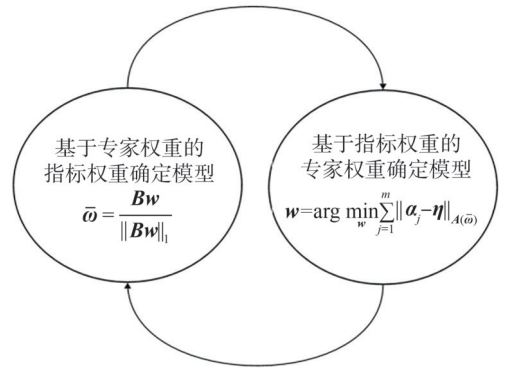 基于专家权重的
指标权重确定模型
ω̄ = Bw / ‖Bw‖₁
基于指标权重的
专家权重确定模型
w=arg min_w ∑_{j=1}^{m} ‖α_j−η‖_{A(ω̄)}